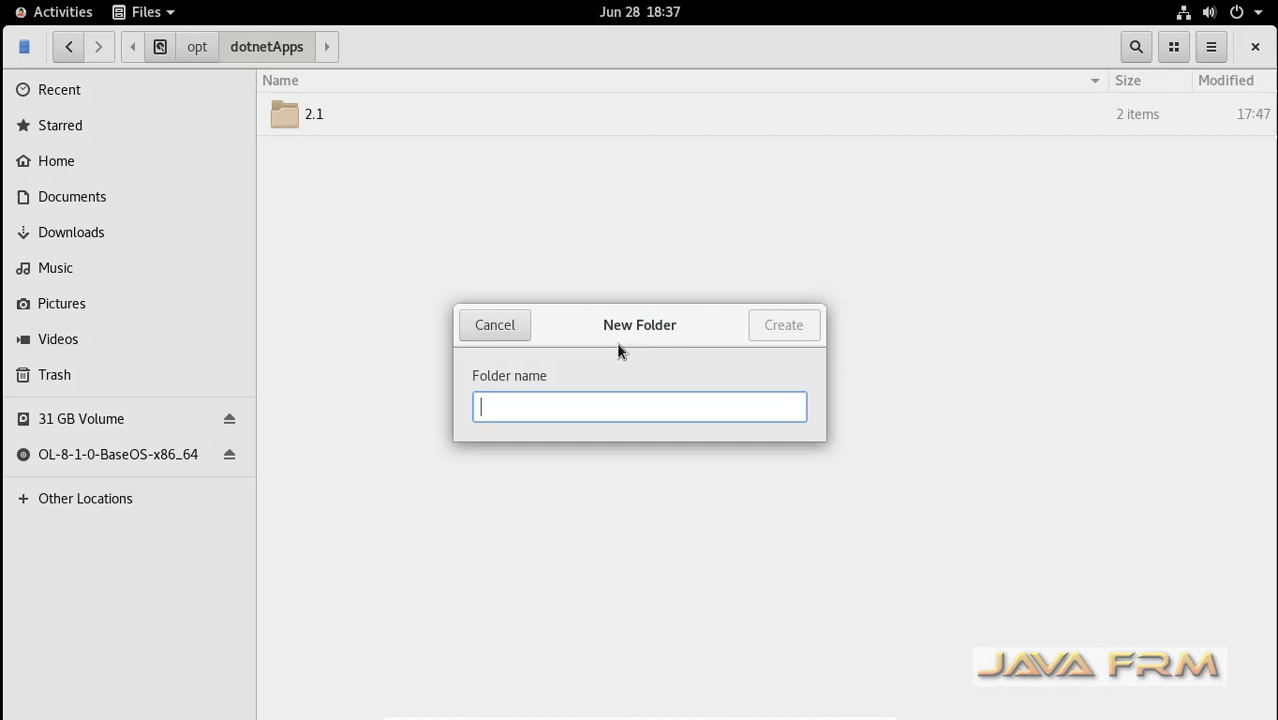 Activities Files Jun 28 18:37
opt dotnetApps
Name Size Modified
2.1 2 items 17:47
Recent
Starred
Home
Documents
Downloads
Music
Pictures
Videos
Trash
31 GB Volume
OL-8-1-0-BaseOS-x86_64
Other Locations
Cancel New Folder Create
Folder name
JAVA FRM